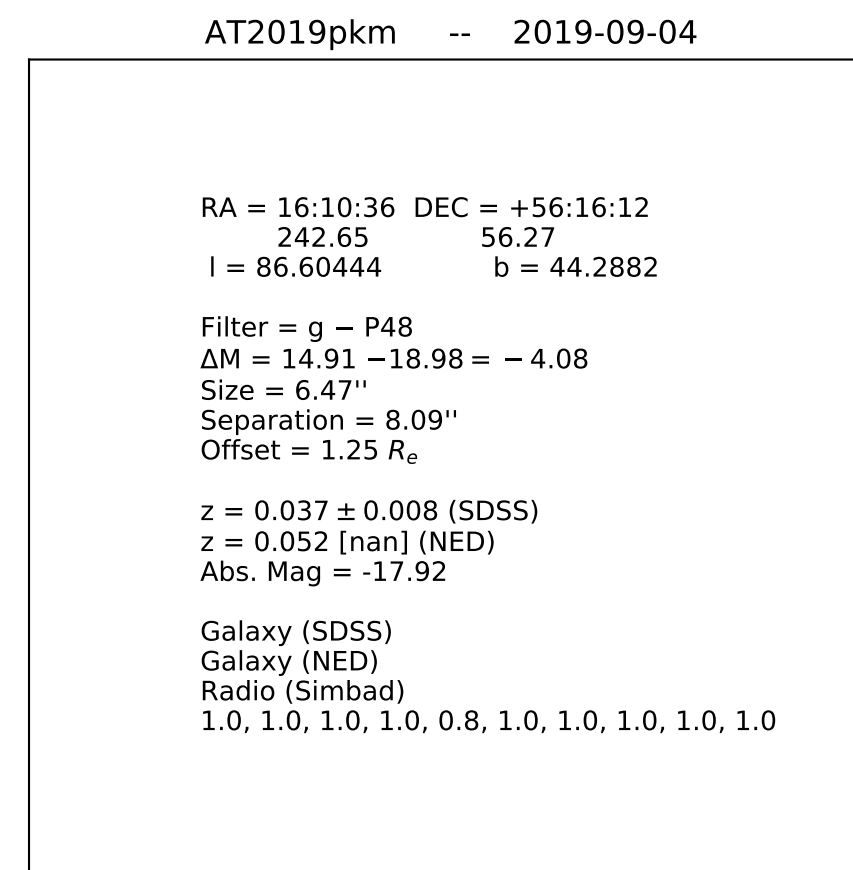 AT2019pkm -- 2019-09-04
RA = 16:10:36 DEC = +56:16:12
242.65 56.27
l = 86.60444 b = 44.2882
Filter = g − P48
ΔM = 14.91 −18.98 = − 4.08
Size = 6.47''
Separation = 8.09''
Offset = 1.25 Re
z = 0.037 ± 0.008 (SDSS)
z = 0.052 [nan] (NED)
Abs. Mag = -17.92
Galaxy (SDSS)
Galaxy (NED)
Radio (Simbad)
1.0, 1.0, 1.0, 1.0, 0.8, 1.0, 1.0, 1.0, 1.0, 1.0